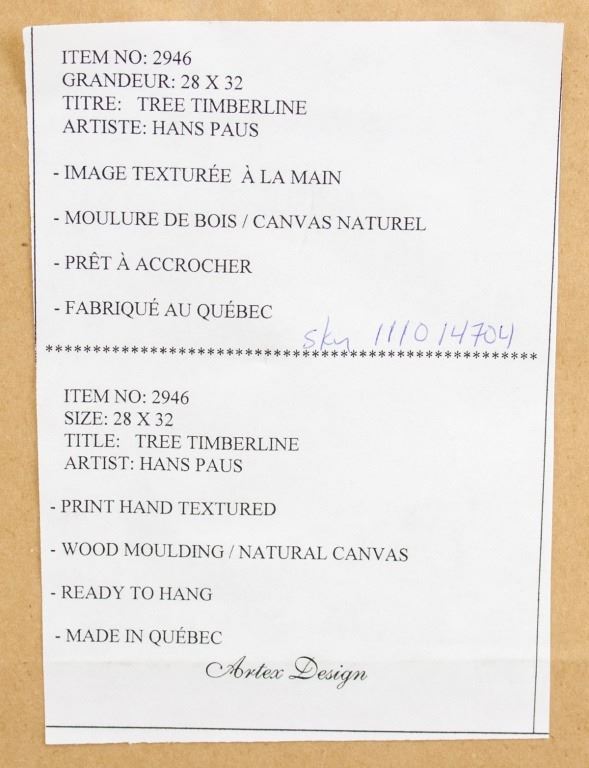 ITEM NO: 2946
GRANDEUR: 28 X 32
TITRE: TREE TIMBERLINE
ARTISTE: HANS PAUS
- IMAGE TEXTURÉE À LA MAIN
- MOULURE DE BOIS / CANVAS NATUREL
- PRÊT À ACCROCHER
- FABRIQUÉ AU QUÉBEC
sku 111014704
*****************************************************
ITEM NO: 2946
SIZE: 28 X 32
TITLE: TREE TIMBERLINE
ARTIST: HANS PAUS
- PRINT HAND TEXTURED
- WOOD MOULDING / NATURAL CANVAS
- READY TO HANG
- MADE IN QUÉBEC
Artex Design